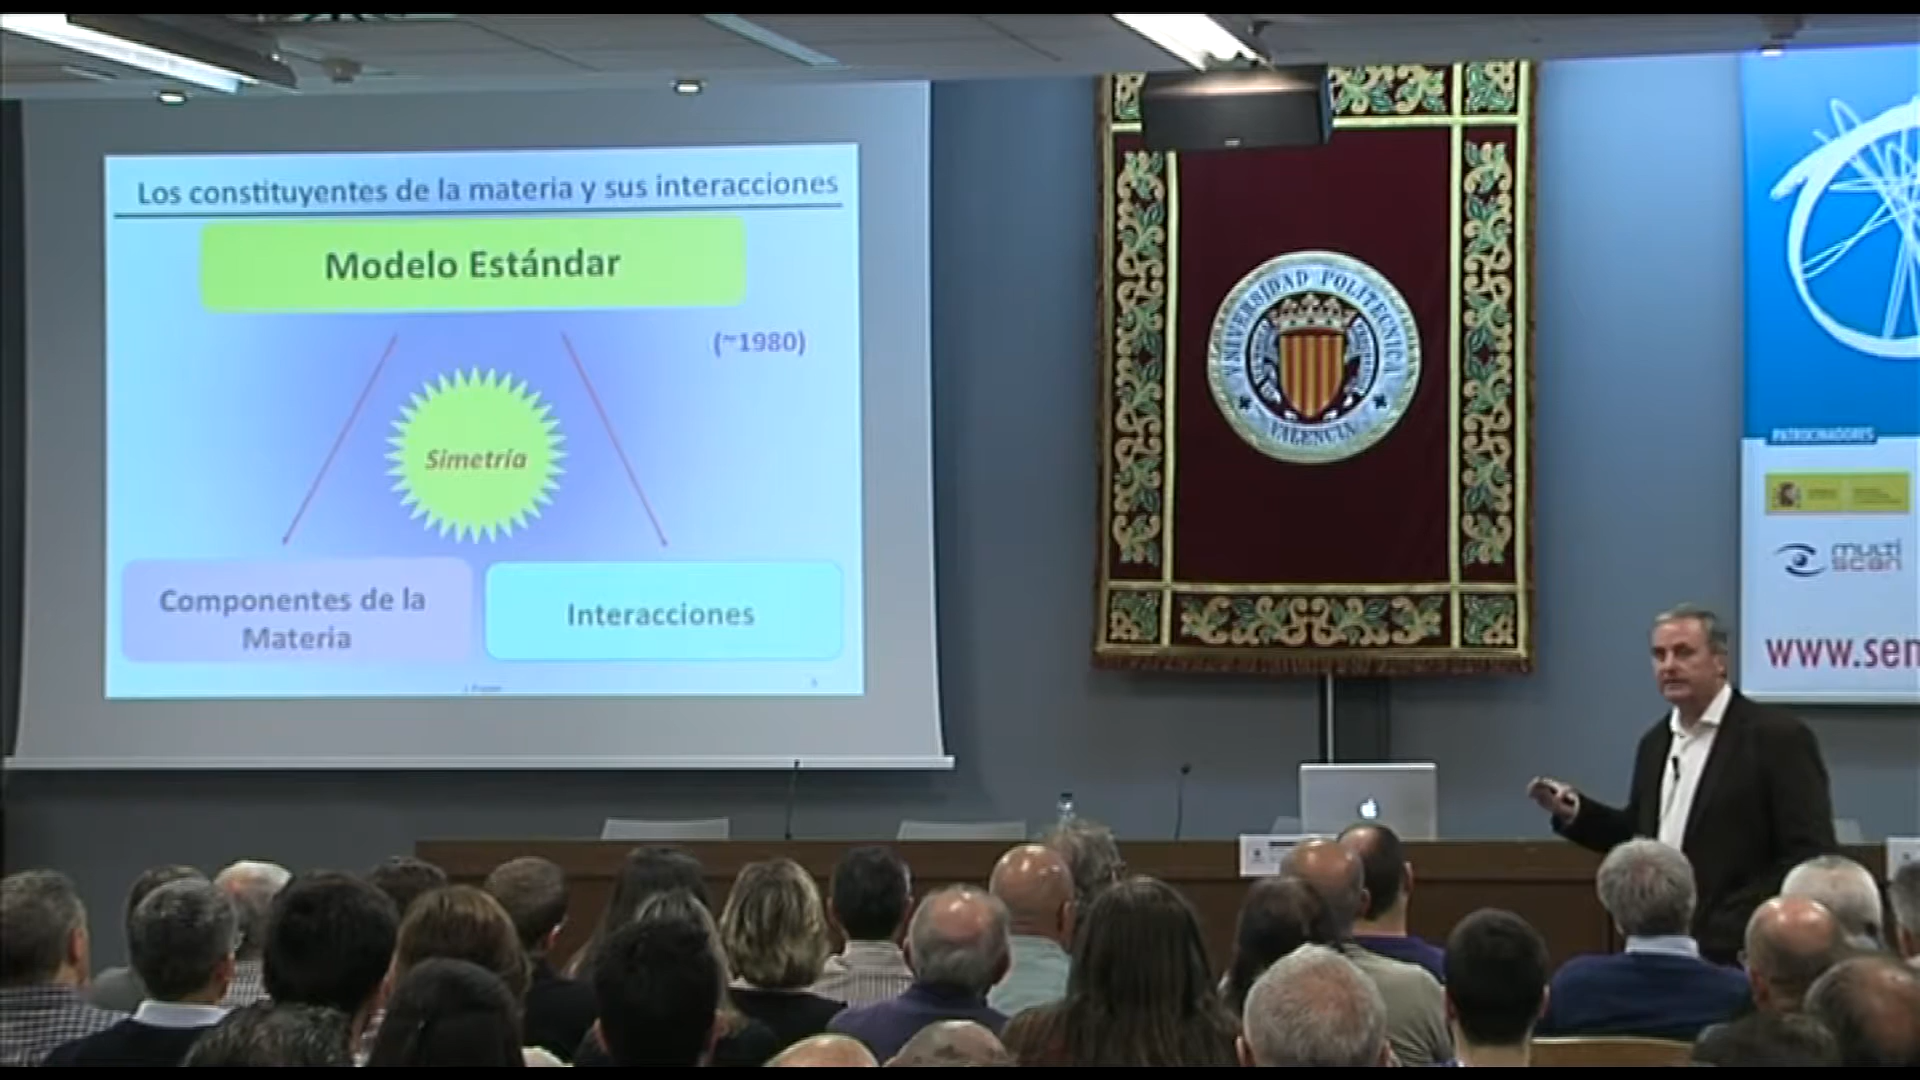 Los constituyentes de la materia y sus interacciones
Modelo Estándar
(~1980)
Simetría
Componentes de la
Materia
Interacciones
UNIVERSIDAD POLITECNICA
VALENCIA
PATROCINADORES
multi
scan
www.sen